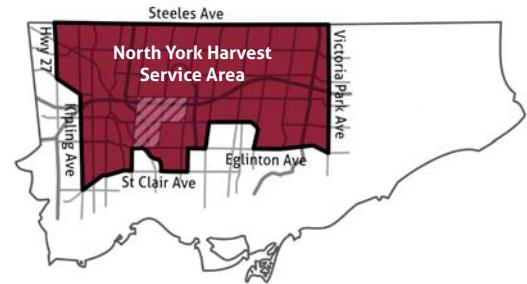 Steeles Ave
Hwy 27
North York Harvest
Service Area
Victoria Park Ave
Kipling Ave
Eglinton Ave
St Clair Ave